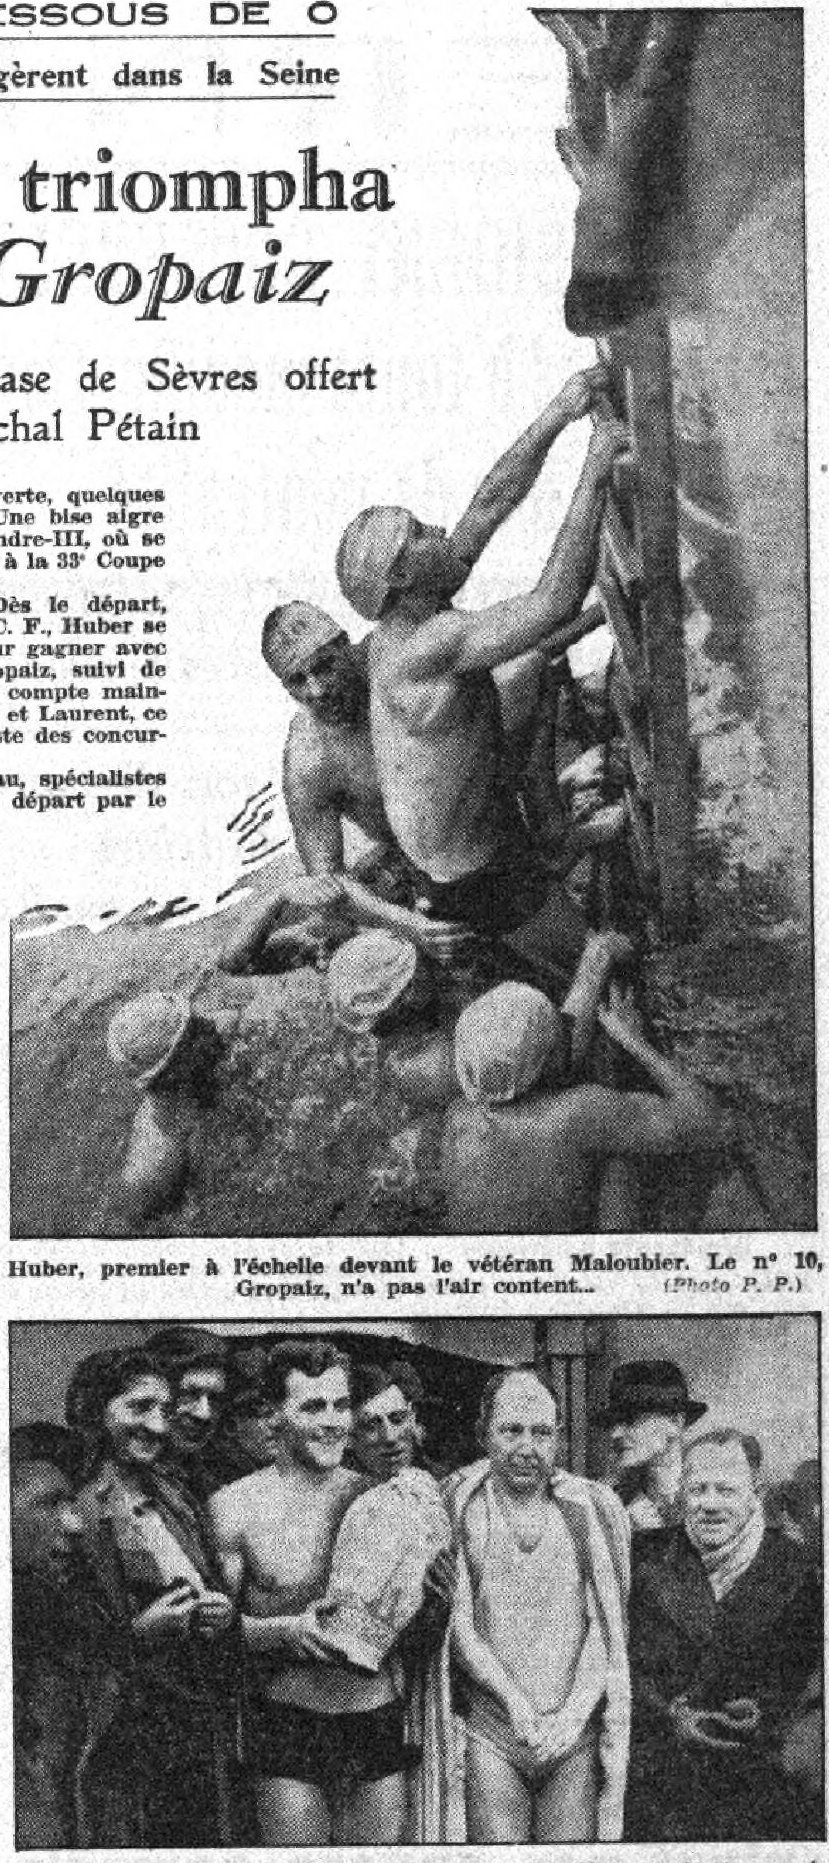 ESSOUS DE O
gèrent dans la Seine
triompha
Gropaiz
ase de Sèvres offert
chal Pétain
verte, quelques
Une bise aigre
ndre-III, où se
à la 33e Coupe
Dès le départ,
C. F., Huber se
ur gagner avec
opaiz, suivi de
compte main-
et Laurent, ce
ste des concur-
au, spécialistes
départ par le
10
Huber, premier à l'échelle devant le vétéran Maloubier. Le n° 10,
Gropaiz, n'a pas l'air content... (Photo P. P.)